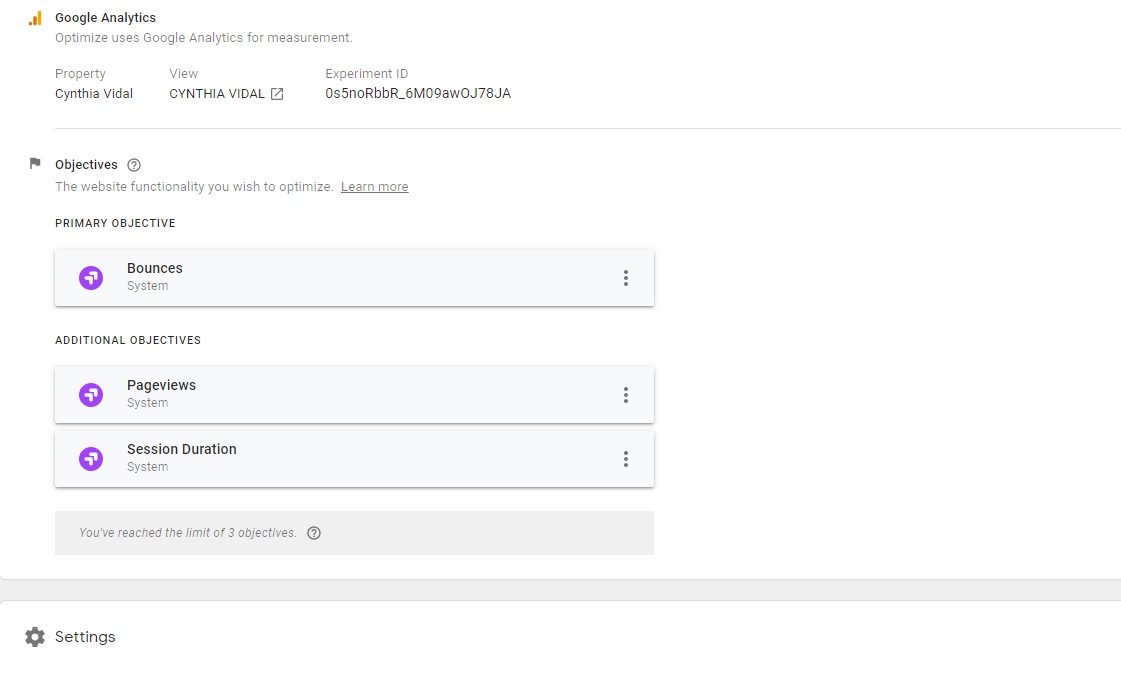 Google Analytics
Optimize uses Google Analytics for measurement.
Property View Experiment ID
Cynthia Vidal CYNTHIA VIDAL 0s5noRbbR_6M09awOJ78JA
Objectives
The website functionality you wish to optimize. Learn more
PRIMARY OBJECTIVE
Bounces
System
ADDITIONAL OBJECTIVES
Pageviews
System
Session Duration
System
You've reached the limit of 3 objectives.
Settings